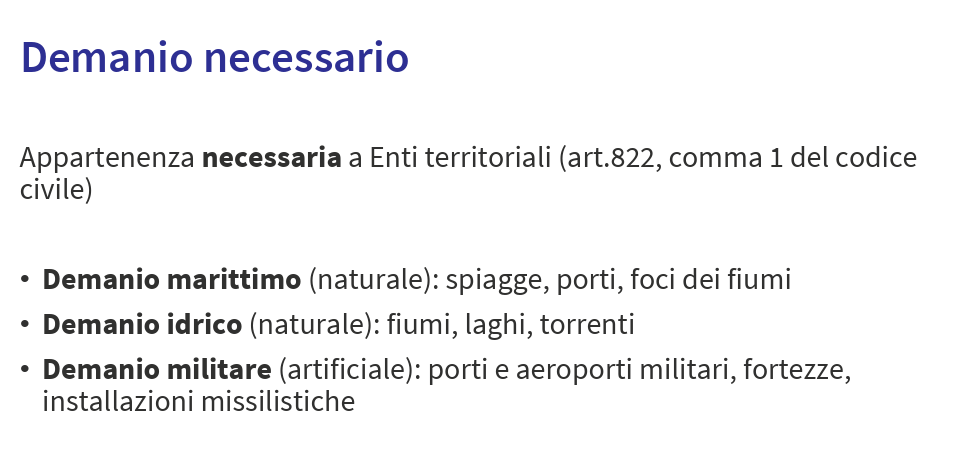 Demanio necessario
Appartenenza necessaria a Enti territoriali (art.822, comma 1 del codice
civile)
• Demanio marittimo (naturale): spiagge, porti, foci dei fiumi
• Demanio idrico (naturale): fiumi, laghi, torrenti
• Demanio militare (artificiale): porti e aeroporti militari, fortezze,
installazioni missilistiche